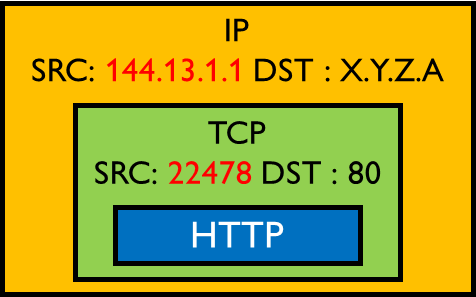 IP
SRC: 144.13.1.1 DST : X.Y.Z.A
TCP
SRC: 22478 DST : 80
HTTP